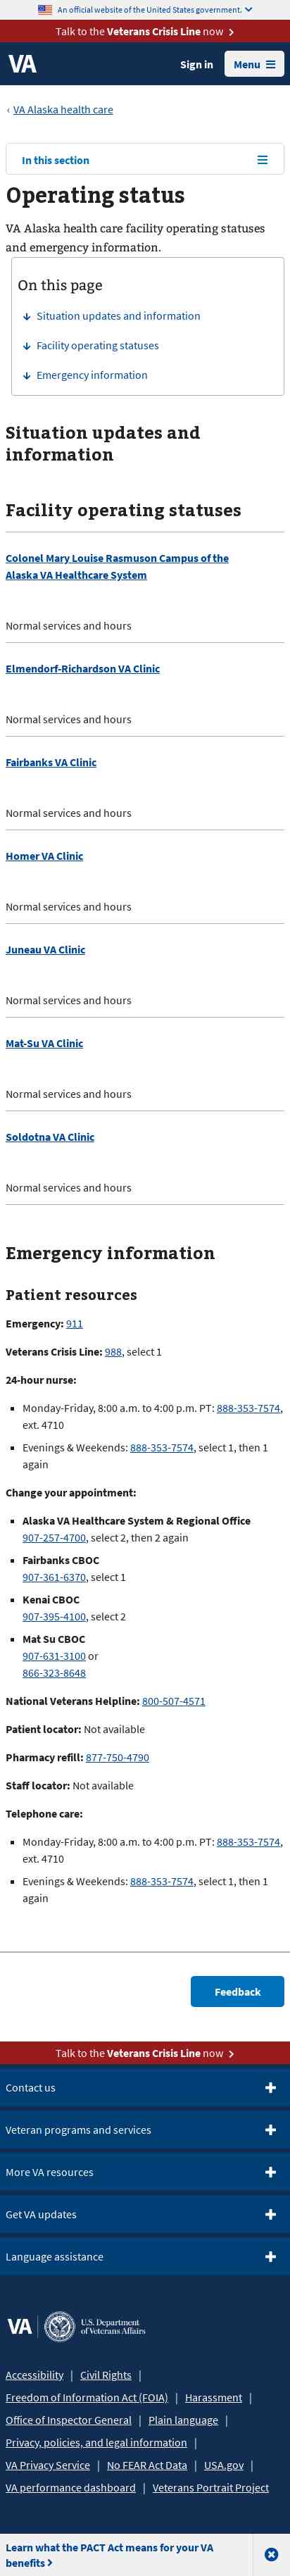 An official website of the United States government.
Talk to the Veterans Crisis Line now
VA
Sign in
Menu
VA Alaska health care
In this section
Operating status
VA Alaska health care facility operating statuses
and emergency information.
On this page
Situation updates and information
Facility operating statuses
Emergency information
Situation updates and
information
Facility operating statuses
Colonel Mary Louise Rasmuson Campus of the
Alaska VA Healthcare System
Normal services and hours
Elmendorf-Richardson VA Clinic
Normal services and hours
Fairbanks VA Clinic
Normal services and hours
Homer VA Clinic
Normal services and hours
Juneau VA Clinic
Normal services and hours
Mat-Su VA Clinic
Normal services and hours
Soldotna VA Clinic
Normal services and hours
Emergency information
Patient resources
Emergency: 911
Veterans Crisis Line: 988, select 1
24-hour nurse:
Monday-Friday, 8:00 a.m. to 4:00 p.m. PT: 888-353-7574,
ext. 4710
Evenings & Weekends: 888-353-7574, select 1, then 1
again
Change your appointment:
Alaska VA Healthcare System & Regional Office
907-257-4700, select 2, then 2 again
Fairbanks CBOC
907-361-6370, select 1
Kenai CBOC
907-395-4100, select 2
Mat Su CBOC
907-631-3100 or
866-323-8648
National Veterans Helpline: 800-507-4571
Patient locator: Not available
Pharmacy refill: 877-750-4790
Staff locator: Not available
Telephone care:
Monday-Friday, 8:00 a.m. to 4:00 p.m. PT: 888-353-7574,
ext. 4710
Evenings & Weekends: 888-353-7574, select 1, then 1
again
Feedback
Talk to the Veterans Crisis Line now
Contact us
Veteran programs and services
More VA resources
Get VA updates
Language assistance
VA U.S. Department
of Veterans Affairs
Accessibility | Civil Rights |
Freedom of Information Act (FOIA) | Harassment |
Office of Inspector General | Plain language |
Privacy, policies, and legal information |
VA Privacy Service | No FEAR Act Data | USA.gov |
VA performance dashboard | Veterans Portrait Project
Learn what the PACT Act means for your VA
benefits